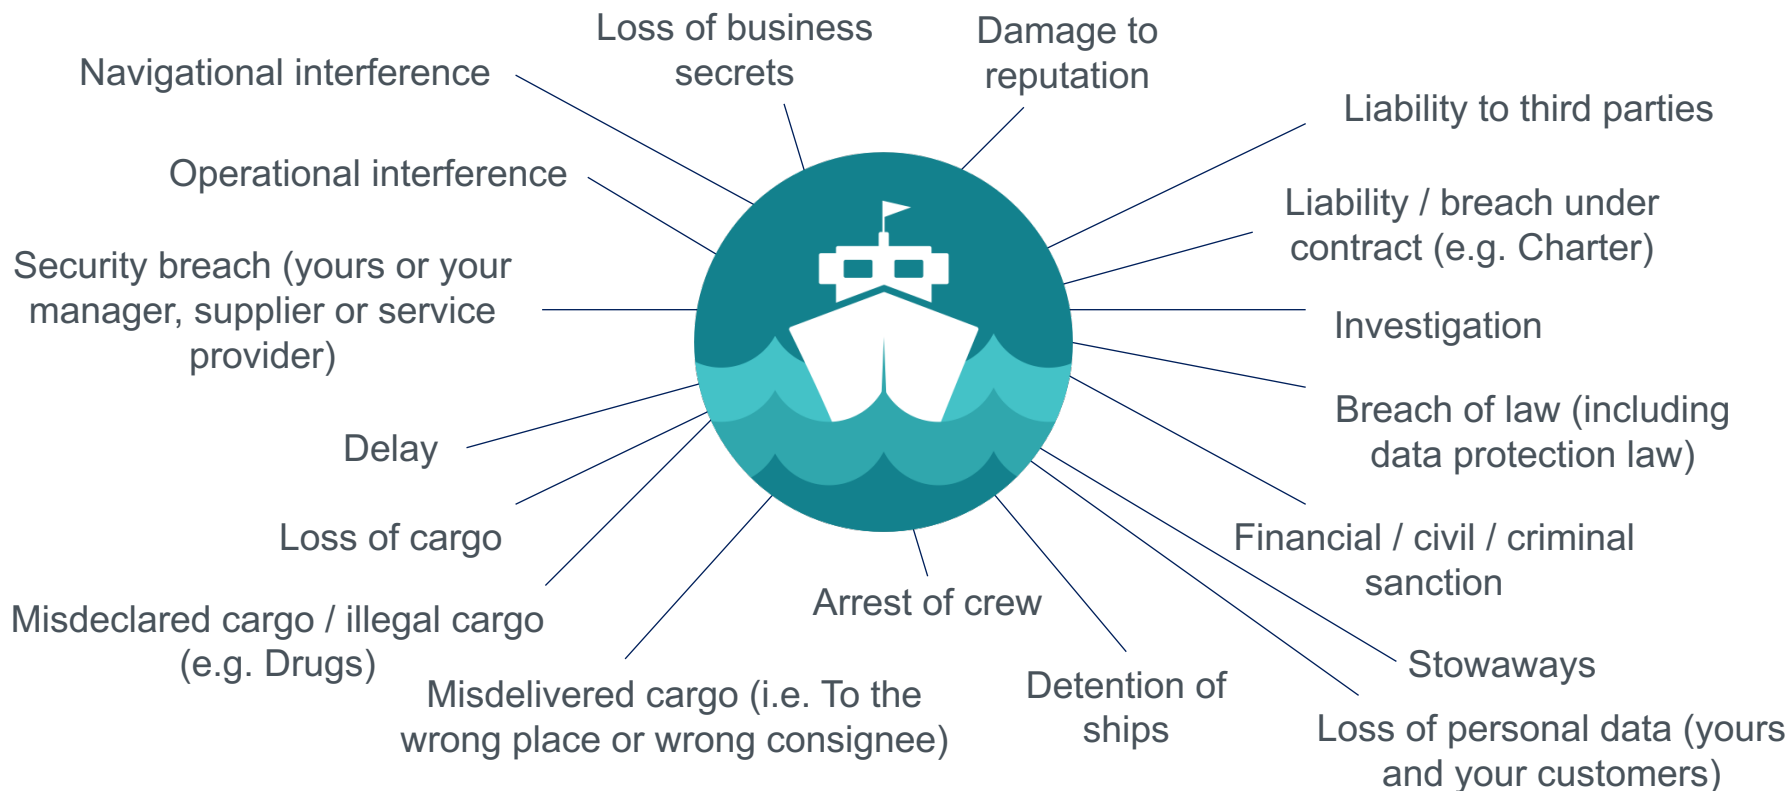 Loss of business
secrets
Damage to
reputation
Navigational interference
Liability to third parties
Operational interference
Liability / breach under
contract (e.g. Charter)
Security breach (yours or your
manager, supplier or service
provider)
Investigation
Breach of law (including
data protection law)
Delay
Loss of cargo
Financial / civil / criminal
sanction
Misdeclared cargo / illegal cargo
(e.g. Drugs)
Arrest of crew
Stowaways
Misdelivered cargo (i.e. To the
wrong place or wrong consignee)
Detention of
ships
Loss of personal data (yours
and your customers)